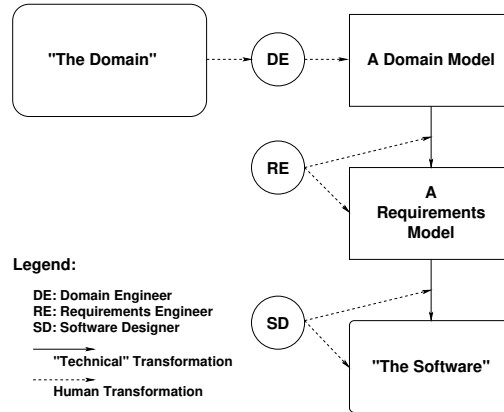 "The Domain"
DE
A Domain Model
RE
A
Requirements
Model
Legend:
DE: Domain Engineer
RE: Requirements Engineer
SD: Software Designer
SD
"The Software"
"Technical" Transformation
Human Transformation